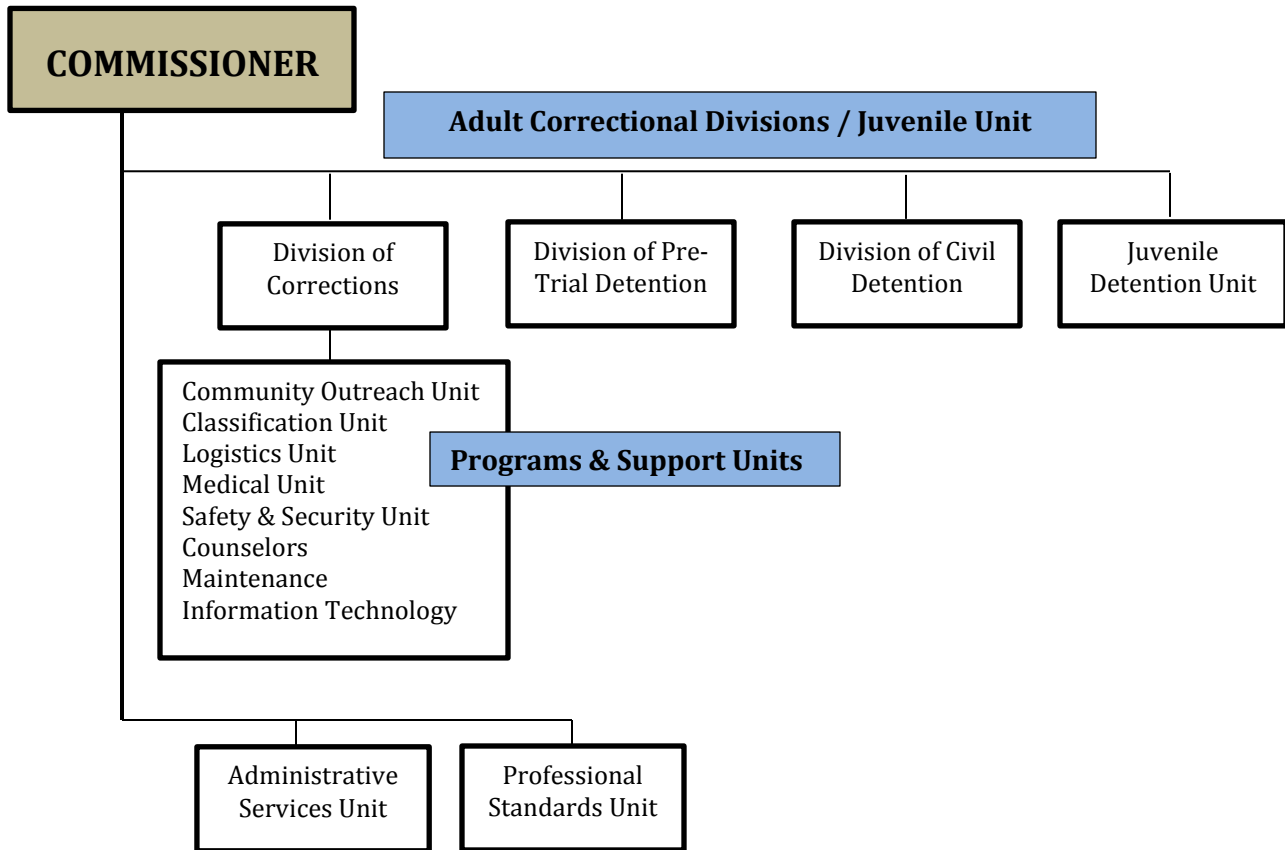 COMMISSIONER
Adult Correctional Divisions / Juvenile Unit
Division of
Corrections
Division of Pre-
Trial Detention
Division of Civil
Detention
Juvenile
Detention Unit
Community Outreach Unit
Classification Unit
Logistics Unit
Medical Unit
Safety & Security Unit
Counselors
Maintenance
Information Technology
Programs & Support Units
Administrative
Services Unit
Professional
Standards Unit